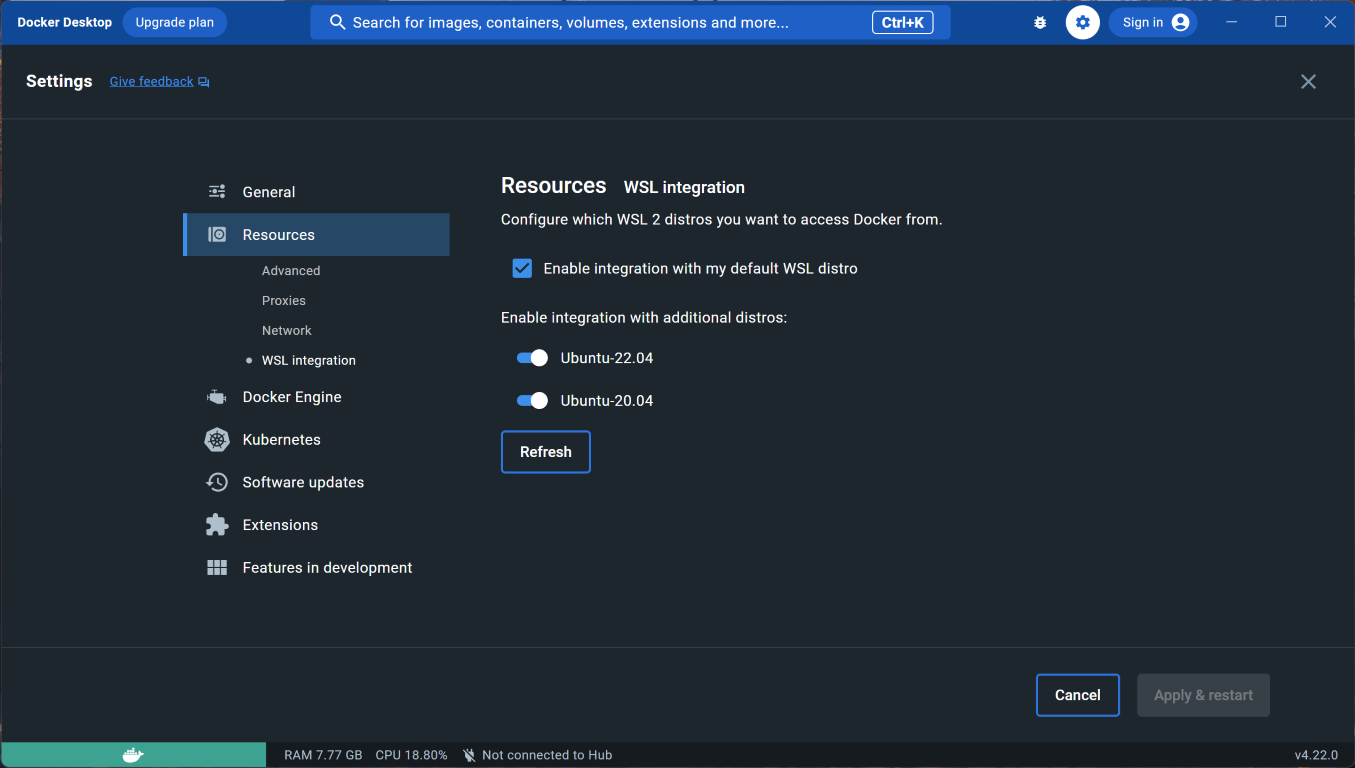 Docker Desktop Upgrade plan Search for images, containers, volumes, extensions and more... Ctrl+K Sign in
Settings Give feedback
General
Resources
Advanced
Proxies
Network
WSL integration
Docker Engine
Kubernetes
Software updates
Extensions
Features in development
Resources WSL integration
Configure which WSL 2 distros you want to access Docker from.
Enable integration with my default WSL distro
Enable integration with additional distros:
Ubuntu-22.04
Ubuntu-20.04
Refresh
Cancel Apply & restart
RAM 7.77 GB CPU 18.80% Not connected to Hub v4.22.0